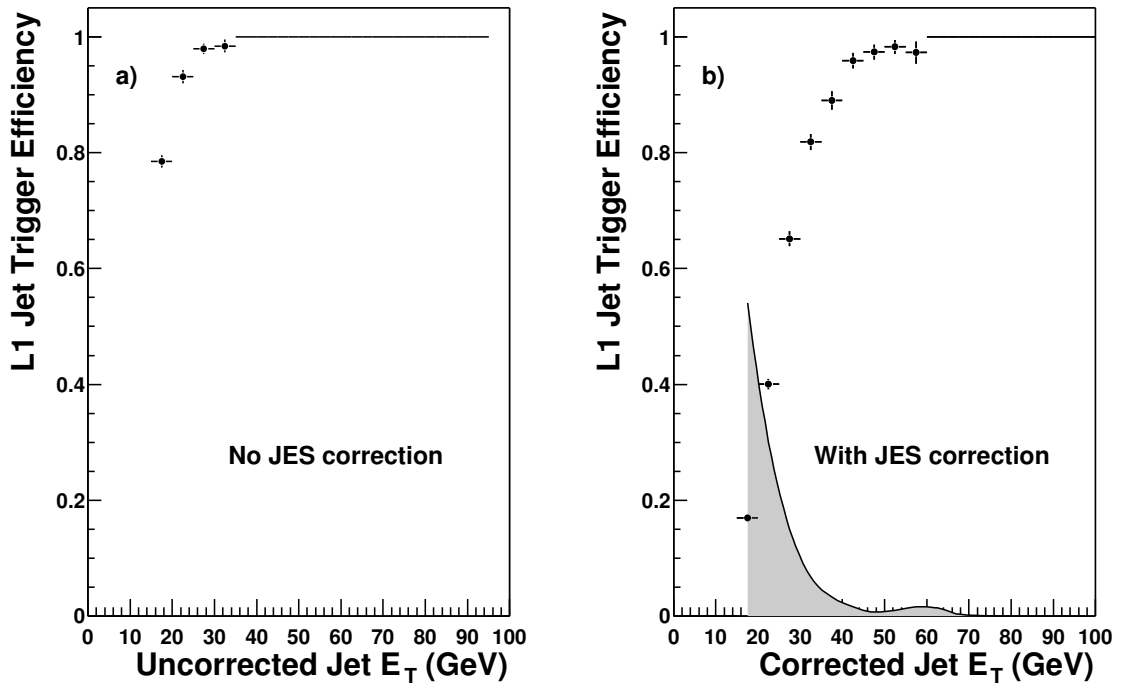 L1 Jet Trigger Efficiency
1
0.8
0.6
0.4
0.2
0
a)
No JES correction
0 10 20 30 40 50 60 70 80 90 100
Uncorrected Jet E_T (GeV)
L1 Jet Trigger Efficiency
1
0.8
0.6
0.4
0.2
0
b)
With JES correction
0 10 20 30 40 50 60 70 80 90 100
Corrected Jet E_T (GeV)